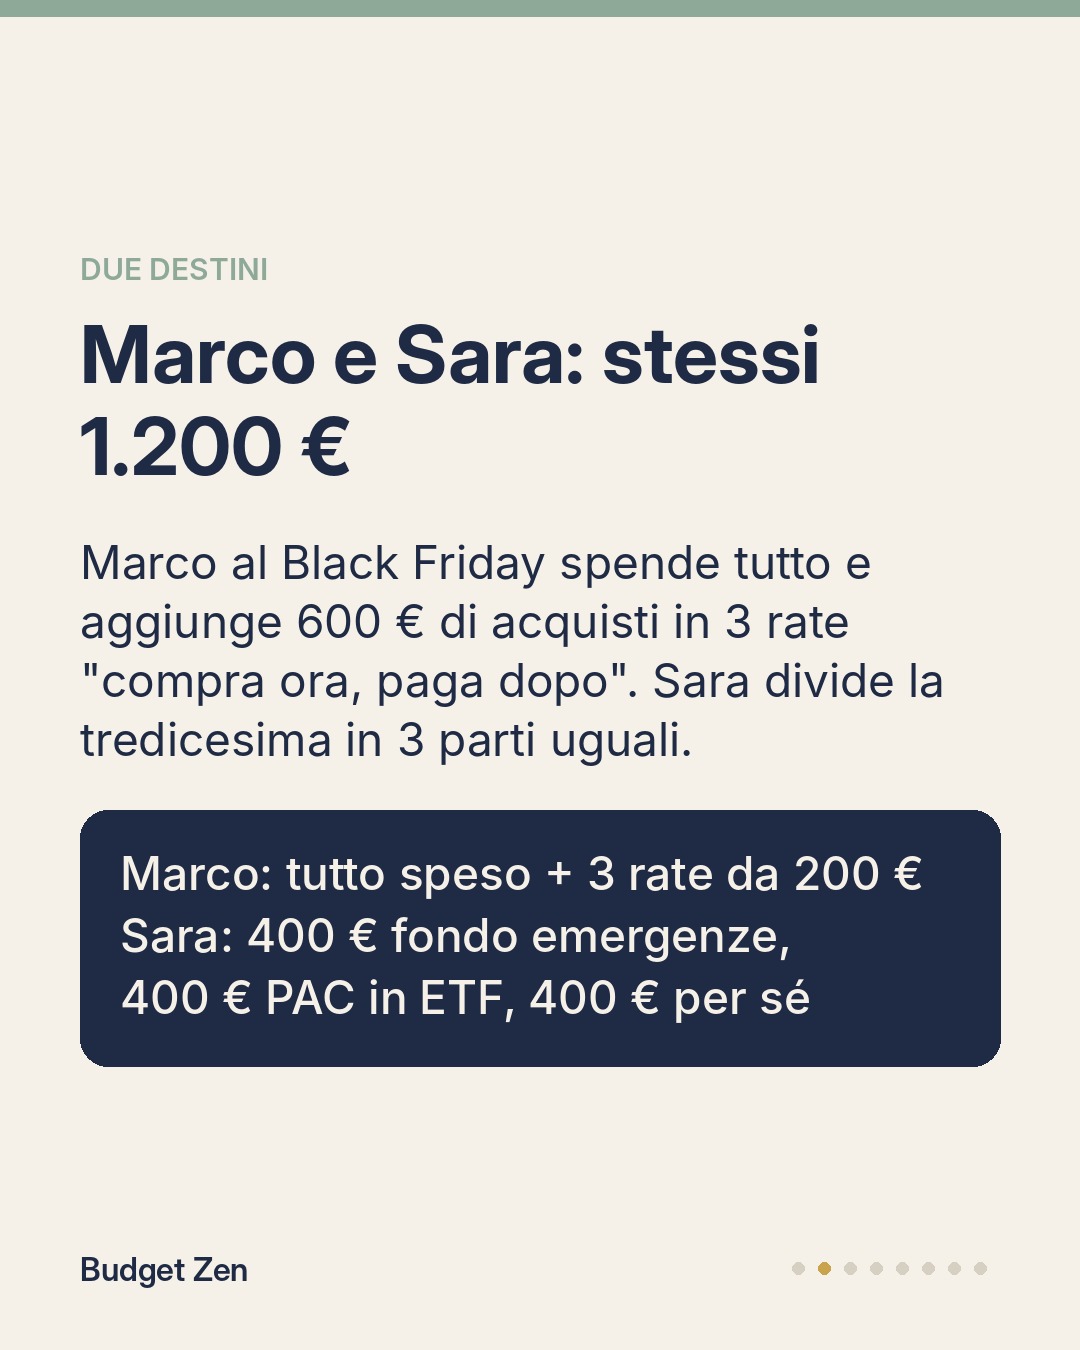 DUE DESTINI
Marco e Sara: stessi
1.200 €
Marco al Black Friday spende tutto e
aggiunge 600 € di acquisti in 3 rate
"compra ora, paga dopo". Sara divide la
tredicesima in 3 parti uguali.
Marco: tutto speso + 3 rate da 200 €
Sara: 400 € fondo emergenze,
400 € PAC in ETF, 400 € per sé
Budget Zen